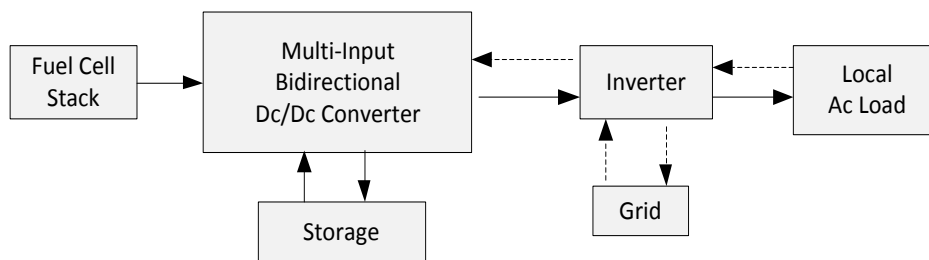 Fuel Cell
Stack
Multi-Input
Bidirectional
Dc/Dc Converter
Inverter
Local
Ac Load
Storage
Grid